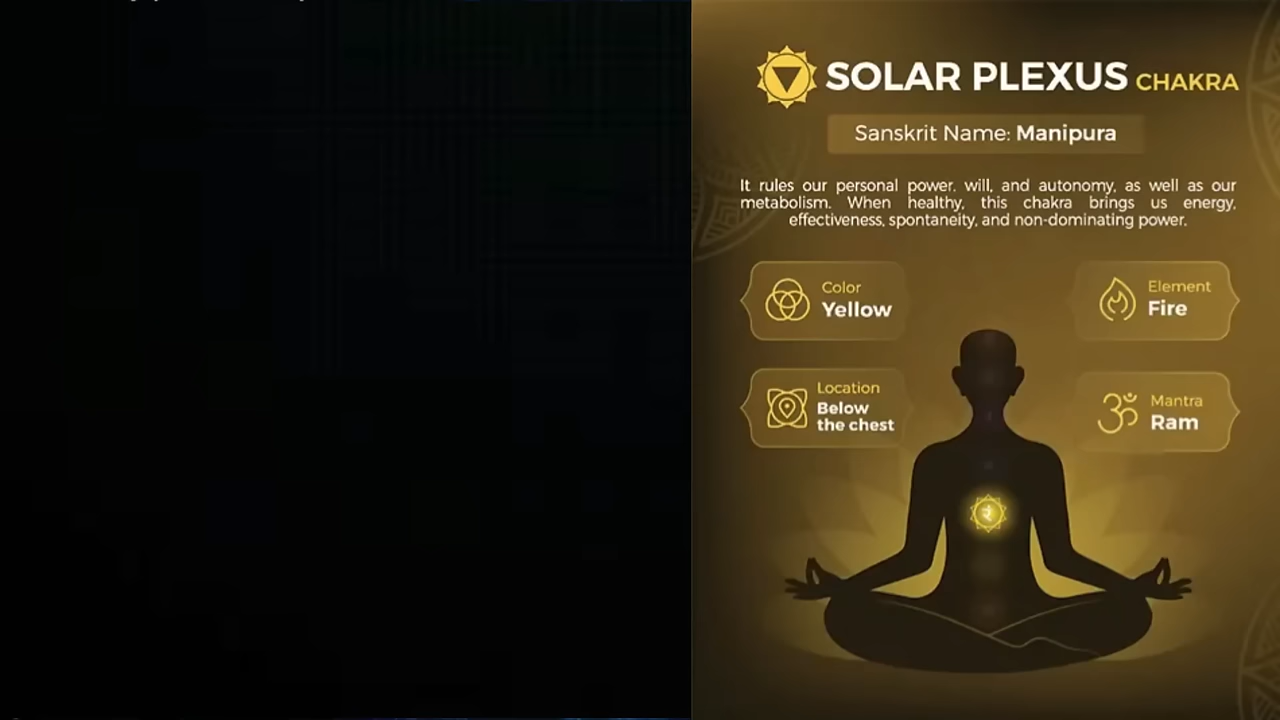 SOLAR PLEXUS CHAKRA
Sanskrit Name: Manipura
It rules our personal power. will, and autonomy, as well as our
metabolism. When healthy, this chakra brings us energy,
effectiveness, spontaneity, and non-dominating power.
Color
Yellow
Element
Fire
Location
Below
the chest
Mantra
Ram
ॐ
रं